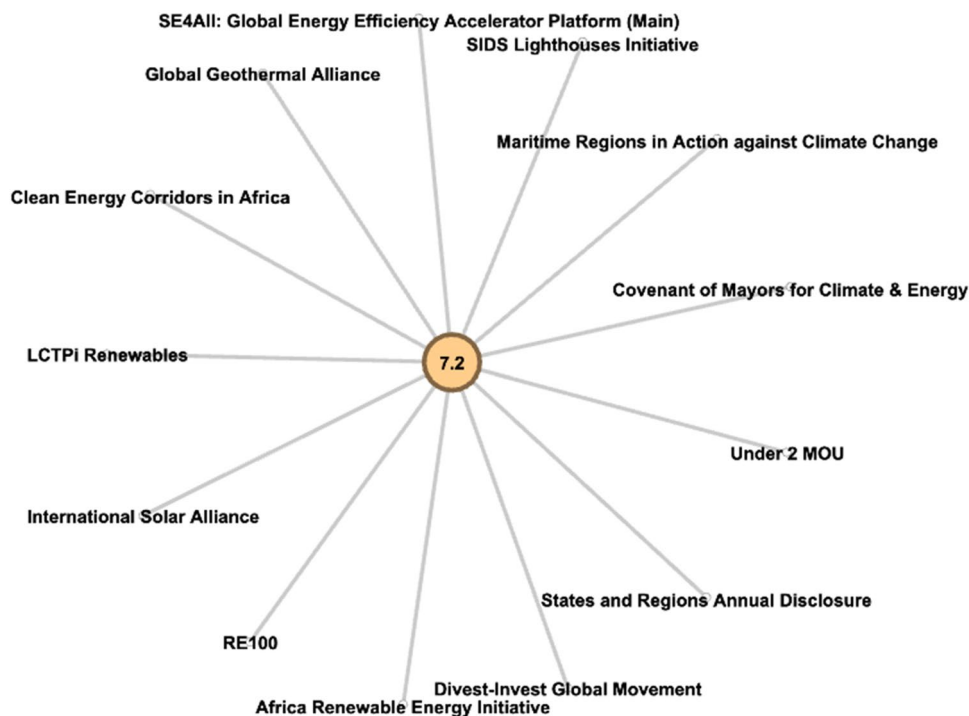 SE4All: Global Energy Efficiency Accelerator Platform (Main)
SIDS Lighthouses Initiative
Global Geothermal Alliance
Maritime Regions in Action against Climate Change
Clean Energy Corridors in Africa
Covenant of Mayors for Climate & Energy
LCTPi Renewables
7.2
Under 2 MOU
International Solar Alliance
States and Regions Annual Disclosure
RE100
Divest-Invest Global Movement
Africa Renewable Energy Initiative